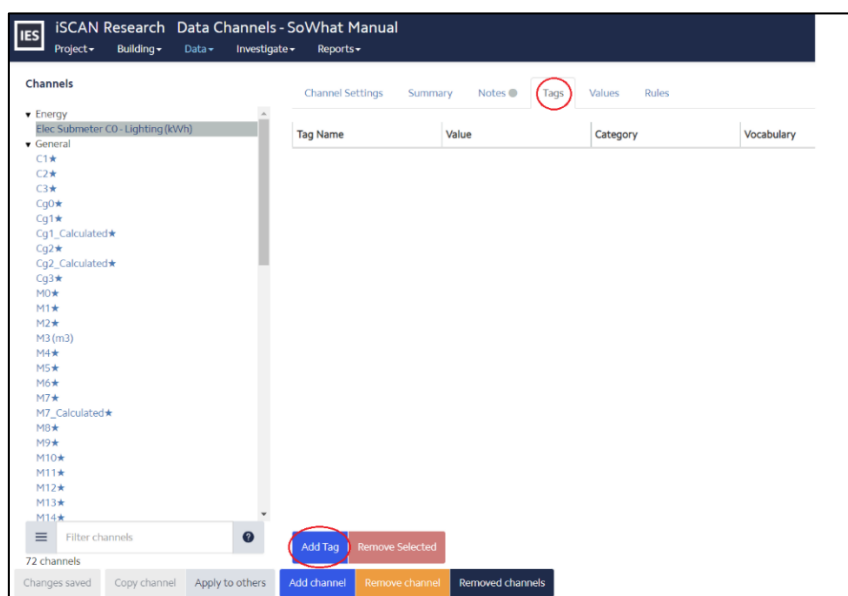 IES
iSCAN Research Data Channels - SoWhat Manual
Project Building Data Investigate Reports
Channels
Channel Settings Summary Notes Tags Values Rules
Tag Name Value Category Vocabulary
Energy
Elec Submeter C0 - Lighting (kWh)
General
C1★
C2★
C3★
Cg0★
Cg1★
Cg1_Calculated★
Cg2★
Cg2_Calculated★
Cg3★
M0★
M1★
M2★
M3 (m3)
M4★
M5★
M6★
M7★
M7_Calculated★
M8★
M9★
M10★
M11★
M12★
M13★
M14★
Filter channels
Add Tag Remove Selected
72 channels
Changes saved Copy channel Apply to others Add channel Remove channel Removed channels